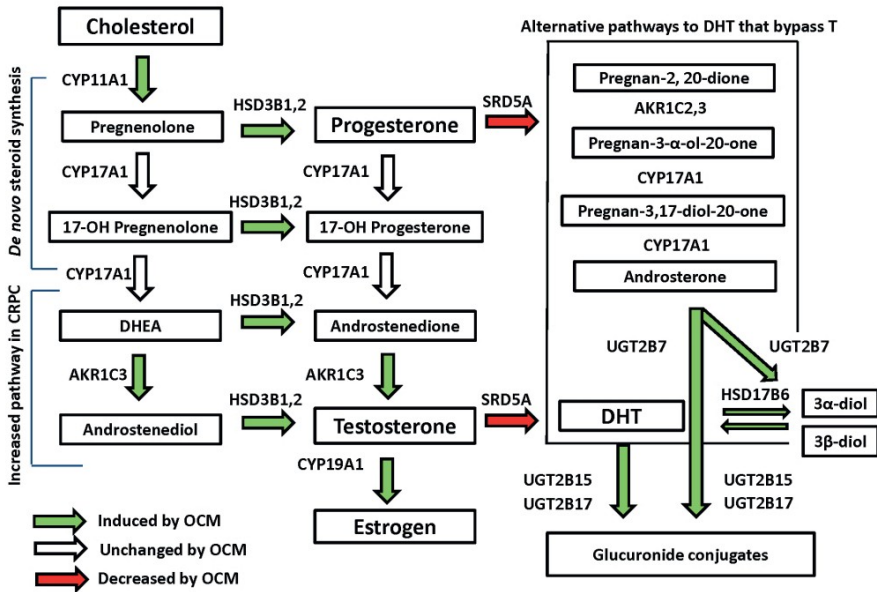 Cholesterol
Alternative pathways to DHT that bypass T
De novo steroid synthesis
CYP11A1
HSD3B1,2
SRD5A
Pregnan-2, 20-dione
AKR1C2,3
Pregnenolone
Progesterone
Pregnan-3-α-ol-20-one
CYP17A1
CYP17A1
CYP17A1
HSD3B1,2
Pregnan-3,17-diol-20-one
17-OH Pregnenolone
17-OH Progesterone
CYP17A1
CYP17A1
CYP17A1
Androsterone
Increased pathway in CRPC
HSD3B1,2
DHEA
Androstenedione
UGT2B7
UGT2B7
AKR1C3
AKR1C3
HSD3B1,2
SRD5A
HSD17B6
3α-diol
Androstenediol
Testosterone
DHT
3β-diol
CYP19A1
UGT2B15
UGT2B17
UGT2B15
UGT2B17
Estrogen
Glucuronide conjugates
Induced by OCM
Unchanged by OCM
Decreased by OCM